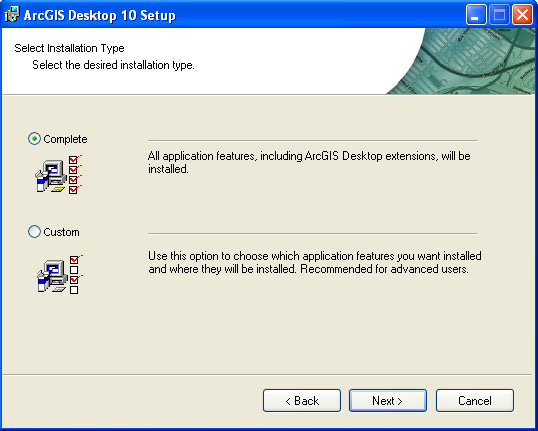 ArcGIS Desktop 10 Setup
Select Installation Type
Select the desired installation type.
Complete
All application features, including ArcGIS Desktop extensions, will be
installed.
Custom
Use this option to choose which application features you want installed
and where they will be installed. Recommended for advanced users.
< Back
Next >
Cancel